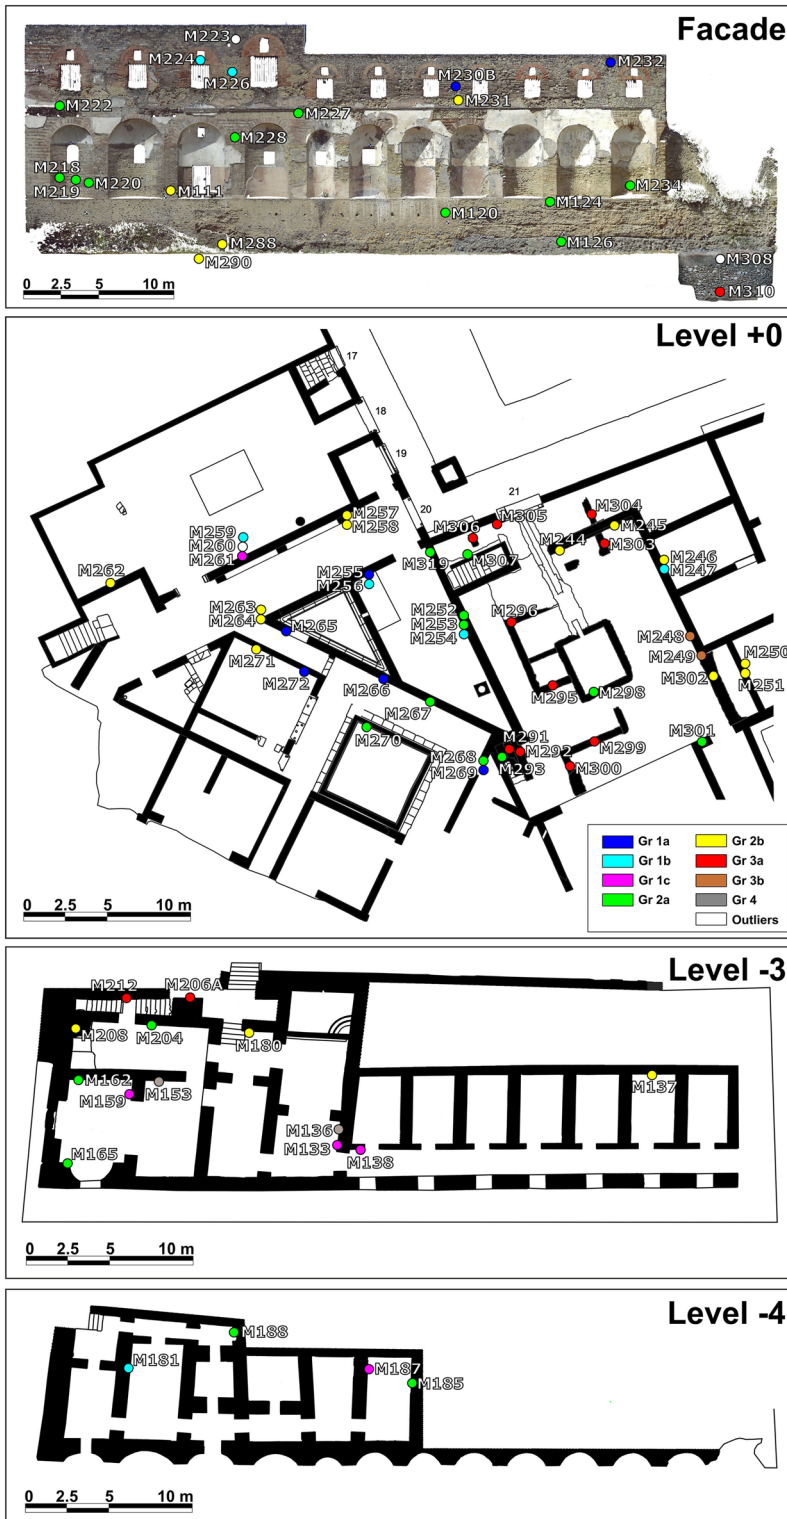 Facade
M223
M224
M226
M232
M230B
M231
M222
M227
M228
M218
M219
M220
M111
M234
M124
M120
M126
M288
M290
M308
M310
0 2.5 5 10 m
Level +0
17
18
19
20
21
M257
M258
M259
M260
M261
M262
M255
M256
M263
M264
M265
M271
M272
M266
M267
M270
M268
M269
M306
M305
M304
M303
M245
M244
M319
M307
M246
M247
M252
M253
M254
M296
M248
M249
M250
M251
M302
M295
M298
M291
M292
M293
M299
M300
M301
Gr 1a
Gr 1b
Gr 1c
Gr 2a
Gr 2b
Gr 3a
Gr 3b
Gr 4
Outliers
0 2.5 5 10 m
Level -3
M212
M206A
M208
M204
M180
M162
M159
M153
M137
M136
M133
M138
M165
0 2.5 5 10 m
Level -4
M188
M181
M187
M185
0 2.5 5 10 m